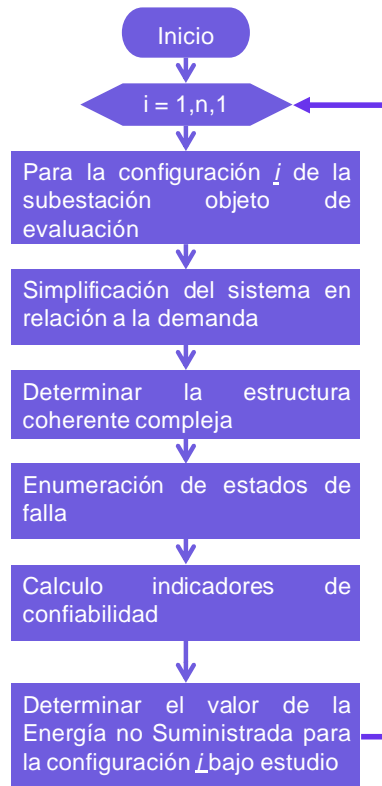 Inicio
i = 1,n,1
Para la configuración i de la
subestación objeto de
evaluación
Simplificación del sistema en
relación a la demanda
Determinar la estructura
coherente compleja
Enumeración de estados de
falla
Calculo indicadores de
confiabilidad
Determinar el valor de la
Energía no Suministrada para
la configuración i bajo estudio